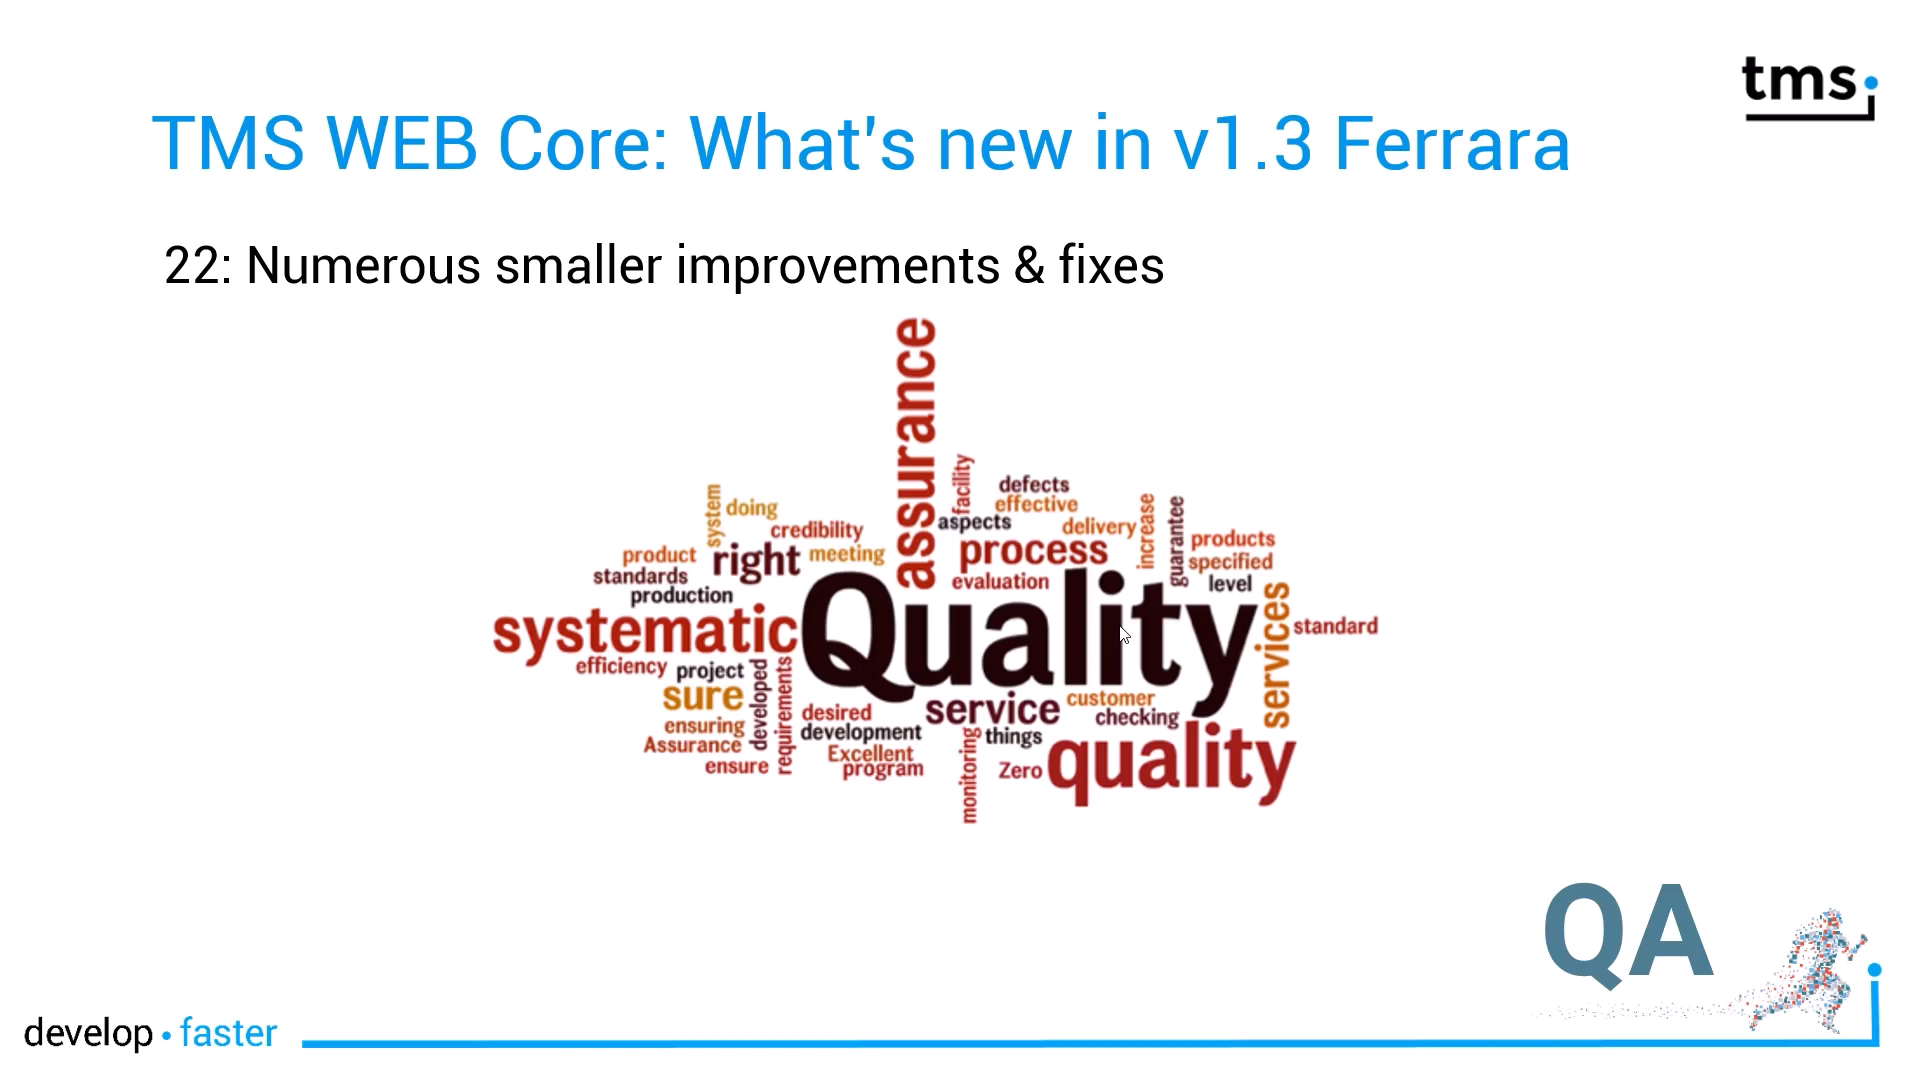 tms
TMS WEB Core: What's new in v1.3 Ferrara
22: Numerous smaller improvements & fixes
assurance
facility
defects
effective
system
doing
aspects
delivery
increase
guarantee
credibility
products
product
right
meeting
process
specified
standards
evaluation
level
production
systematic
Quality
services
standard
efficiency
project
sure
developed
requirements
desired
service
customer
checking
ensuring
development
things
Assurance
Excellent
quality
ensure
program
monitoring
Zero
QA
develop • faster